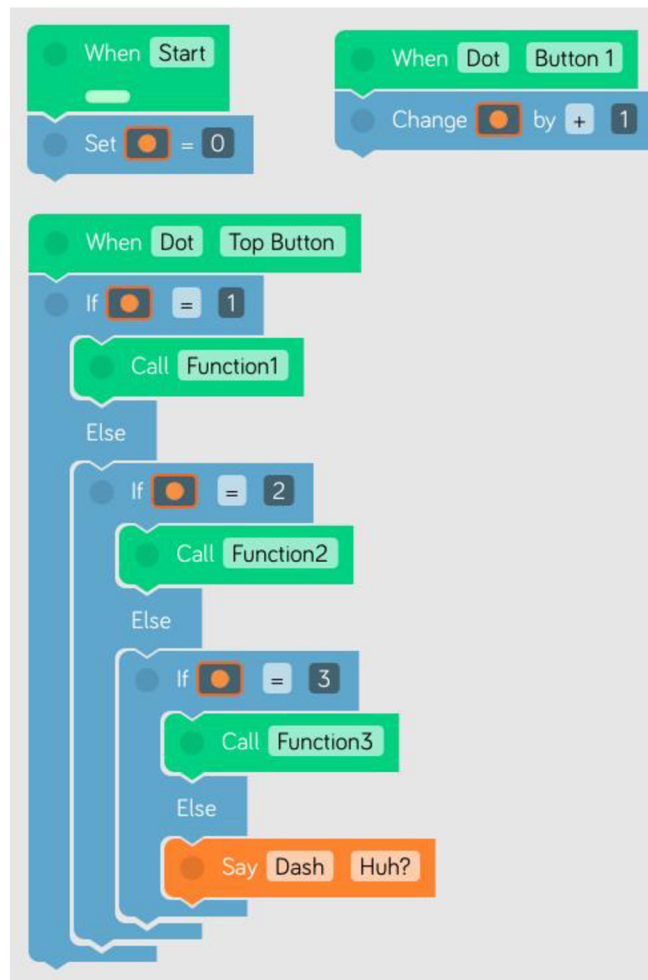 When Start
Set = 0
When Dot Button 1
Change by + 1
When Dot Top Button
If = 1
Call Function1
Else
If = 2
Call Function2
Else
If = 3
Call Function3
Else
Say Dash Huh?